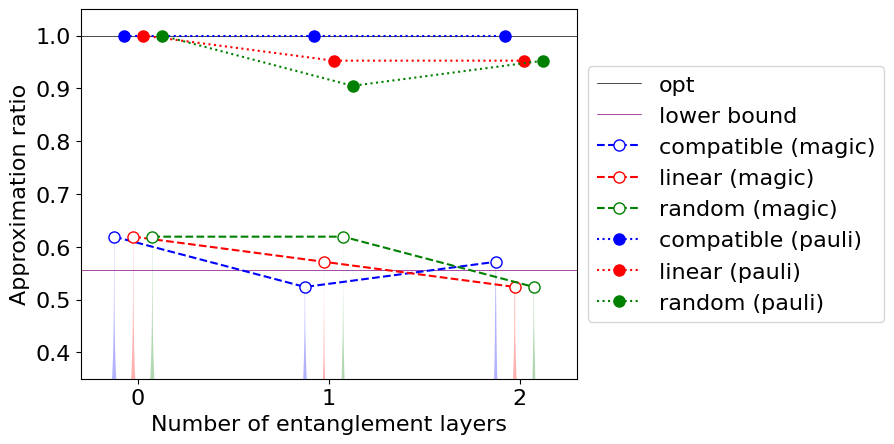 Approximation ratio
1.0
0.9
0.8
0.7
0.6
0.5
0.4
0
1
2
Number of entanglement layers
opt
lower bound
compatible (magic)
linear (magic)
random (magic)
compatible (pauli)
linear (pauli)
random (pauli)